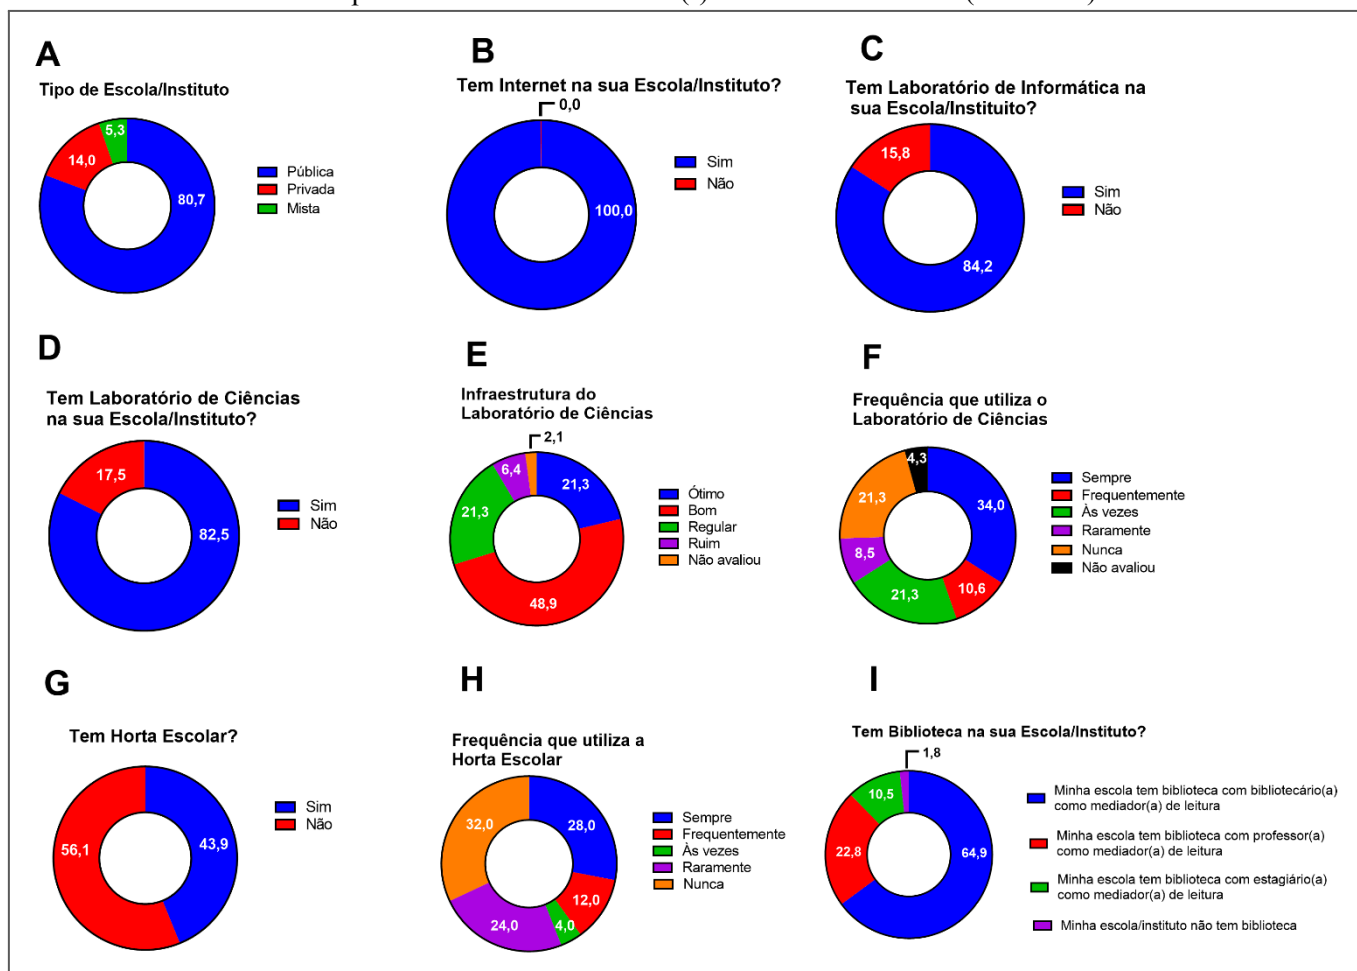 A
Tipo de Escola/Instituto
5,3
14,0
80,7
Pública
Privada
Mista
B
Tem Internet na sua Escola/Instituto?
0,0
100,0
Sim
Não
C
Tem Laboratório de Informática na
sua Escola/Instituito?
15,8
84,2
Sim
Não
D
Tem Laboratório de Ciências
na sua Escola/Instituto?
17,5
82,5
Sim
Não
E
Infraestrutura do
Laboratório de Ciências
2,1
6,4
21,3
21,3
48,9
Ótimo
Bom
Regular
Ruim
Não avaliou
F
Frequência que utiliza o
Laboratório de Ciências
4,3
21,3
34,0
8,5
21,3
10,6
Sempre
Frequentemente
Às vezes
Raramente
Nunca
Não avaliou
G
Tem Horta Escolar?
56,1
43,9
Sim
Não
H
Frequência que utiliza a
Horta Escolar
32,0
28,0
12,0
24,0
4,0
Sempre
Frequentemente
Às vezes
Raramente
Nunca
I
Tem Biblioteca na sua Escola/Instituto?
1,8
10,5
22,8
64,9
Minha escola tem biblioteca com bibliotecário(a)
como mediador(a) de leitura
Minha escola tem biblioteca com professor(a)
como mediador(a) de leitura
Minha escola tem biblioteca com estagiário(a)
como mediador(a) de leitura
Minha escola/instituto não tem biblioteca